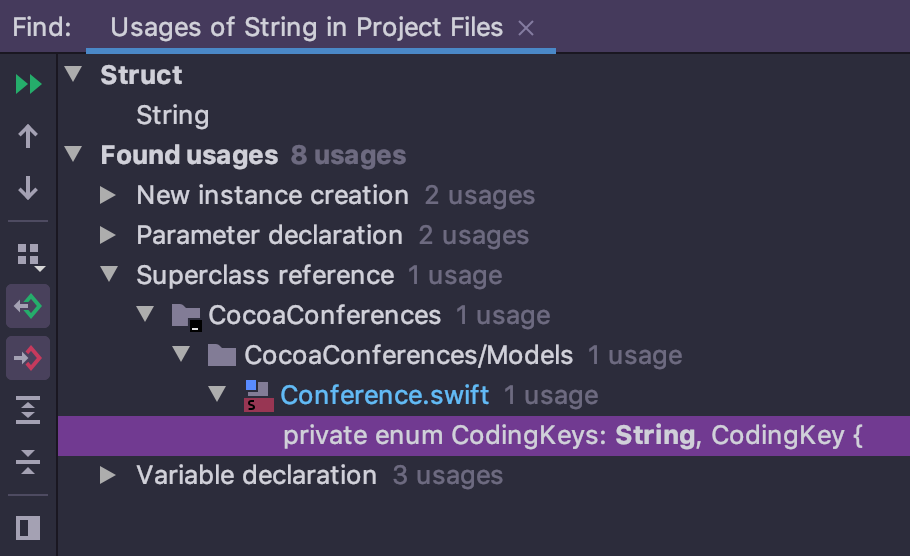 Find: Usages of String in Project Files
Struct
String
Found usages 8 usages
New instance creation 2 usages
Parameter declaration 2 usages
Superclass reference 1 usage
CocoaConferences 1 usage
CocoaConferences/Models 1 usage
Conference.swift 1 usage
private enum CodingKeys: String, CodingKey {
Variable declaration 3 usages